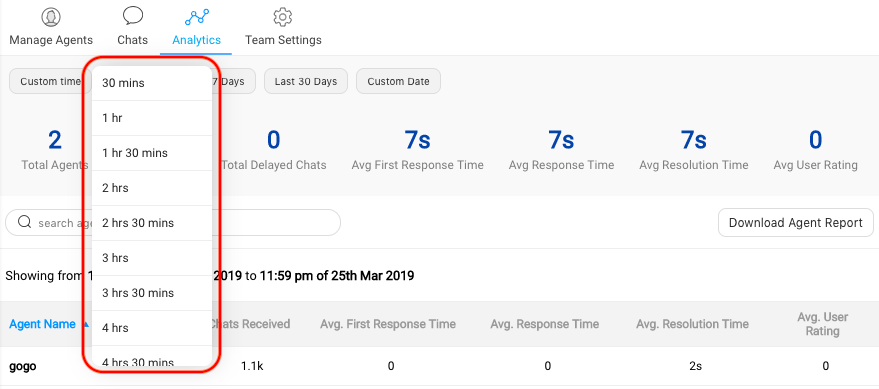 Manage Agents
Chats
Analytics
Team Settings
Custom time
7 Days
Last 30 Days
Custom Date
30 mins
1 hr
1 hr 30 mins
2 hrs
2 hrs 30 mins
3 hrs
3 hrs 30 mins
4 hrs
4 hrs 30 mins
2
Total Agents
0
Total Delayed Chats
7s
Avg First Response Time
7s
Avg Response Time
7s
Avg Resolution Time
0
Avg User Rating
search
Download Agent Report
Showing from 1 2019 to 11:59 pm of 25th Mar 2019
Agent Name
Chats Received
Avg. First Response Time
Avg. Response Time
Avg. Resolution Time
Avg. User
Rating
gogo
1.1k
0
0
2s
0